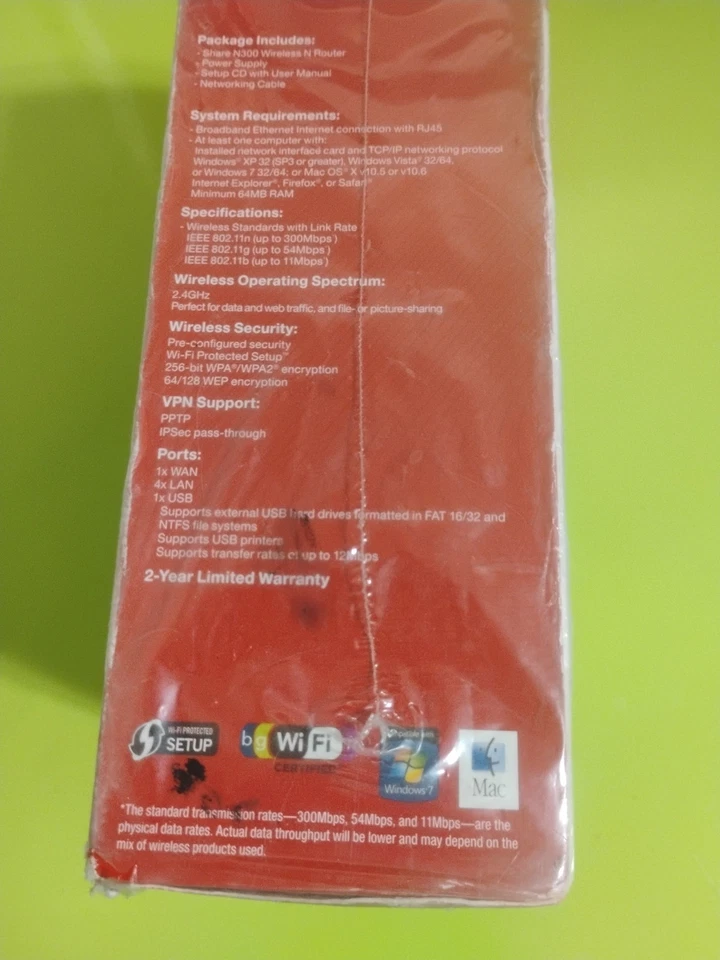 Package Includes:
- Share N300 Wireless N Router
- Power Supply
- Setup CD with User Manual
- Networking Cable
System Requirements:
- Broadband Ethernet Internet connection with RJ45
- At least one computer with:
Installed network interface card and TCP/IP networking protocol
Windows® XP 32 (SP3 or greater), Windows Vista® 32/64,
or Windows 7 32/64; or Mac OS® X v10.5 or v10.6
Internet Explorer®, Firefox®, or Safari®
Minimum 64MB RAM
Specifications:
- Wireless Standards with Link Rate
IEEE 802.11n (up to 300Mbps*)
IEEE 802.11g (up to 54Mbps*)
IEEE 802.11b (up to 11Mbps*)
Wireless Operating Spectrum:
2.4GHz
Perfect for data and web traffic, and file- or picture-sharing
Wireless Security:
Pre-configured security
Wi-Fi Protected Setup™
256-bit WPA®/WPA2® encryption
64/128 WEP encryption
VPN Support:
PPTP
IPSec pass-through
Ports:
1x WAN
4x LAN
1x USB
Supports external USB hard drives formatted in FAT 16/32 and
NTFS file systems
Supports USB printers
Supports transfer rates of up to
2-Year Limited Warranty
Wi-Fi PROTECTED
SETUP
b g Wi Fi
CERTIFIED
Compatible with
Windows 7
Mac
*The standard transmission rates—300Mbps, 54Mbps, and 11Mbps—are the
physical data rates. Actual data throughput will be lower and may depend on the
mix of wireless products used.